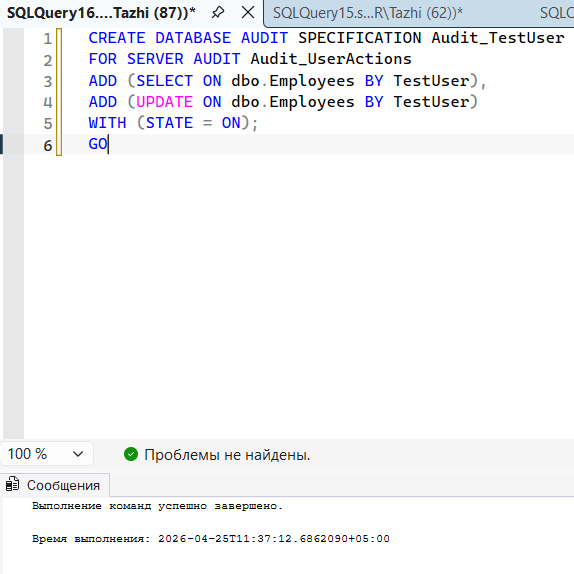 SQLQuery16....Tazhi (87))* SQLQuery15.s...R\Tazhi (62))* SQLQ
1 CREATE DATABASE AUDIT SPECIFICATION Audit_TestUser
2 FOR SERVER AUDIT Audit_UserActions
3 ADD (SELECT ON dbo.Employees BY TestUser),
4 ADD (UPDATE ON dbo.Employees BY TestUser)
5 WITH (STATE = ON);
6 GO
100 % Проблемы не найдены.
Сообщения
Выполнение команд успешно завершено.
Время выполнения: 2026-04-25T11:37:12.6862090+05:00